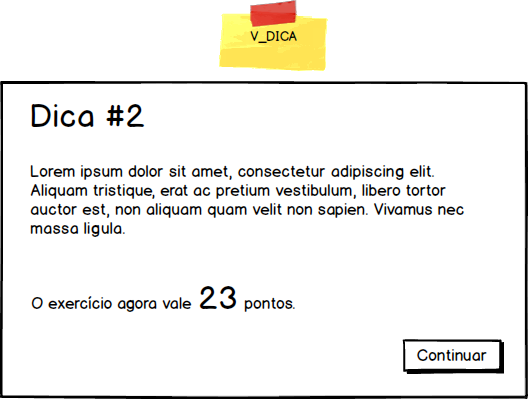 V_DICA
Dica #2
Lorem ipsum dolor sit amet, consectetur adipiscing elit.
Aliquam tristique, erat ac pretium vestibulum, libero tortor
auctor est, non aliquam quam velit non sapien. Vivamus nec
massa ligula.
O exercício agora vale 23 pontos.
Continuar